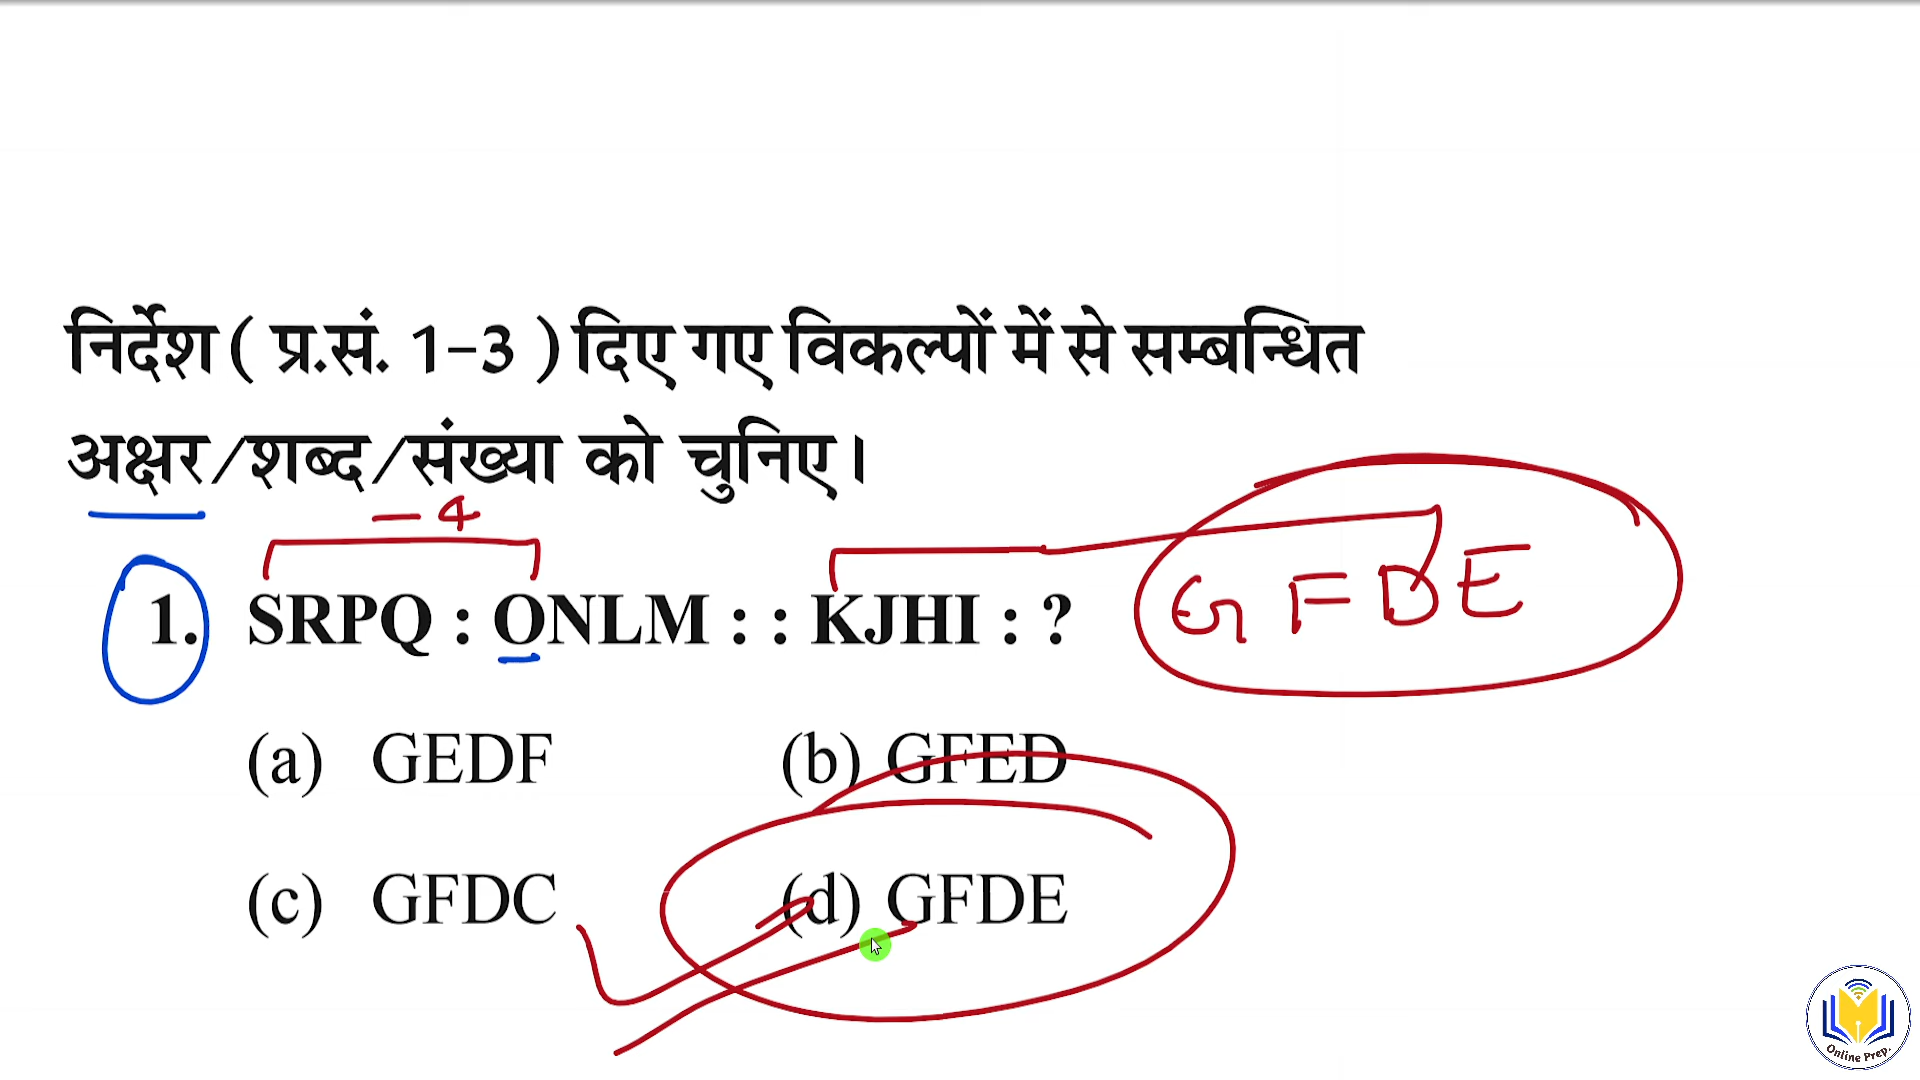 निर्देश ( प्र.सं. 1-3 ) दिए गए विकल्पों में से सम्बन्धित
अक्षर/शब्द/संख्या को चुनिए।
- 4
1. SRPQ : ONLM : : KJHI : ? G F D E
(a) GEDF (b) GFED
(c) GFDC (d) GFDE
Online Prep.